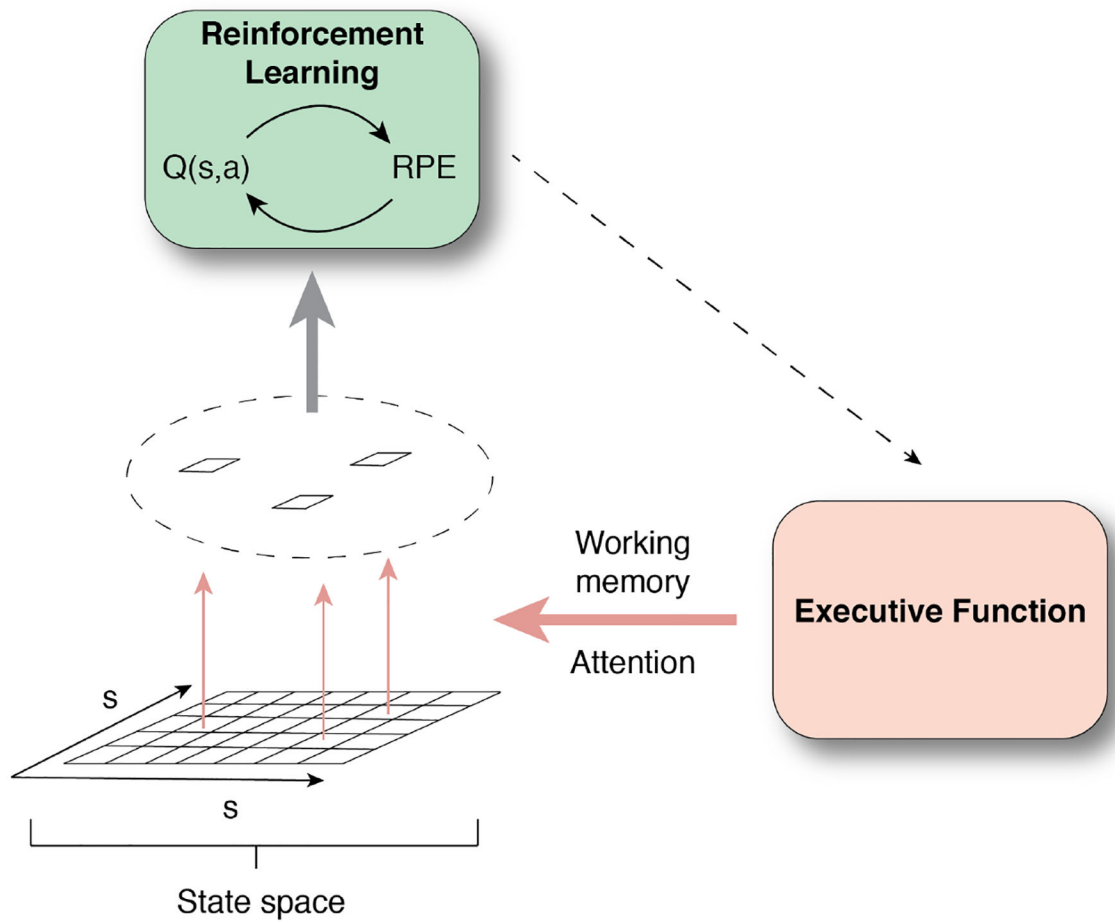 Reinforcement
Learning
Q(s,a)
RPE
Working
memory
Attention
Executive Function
s
s
State space